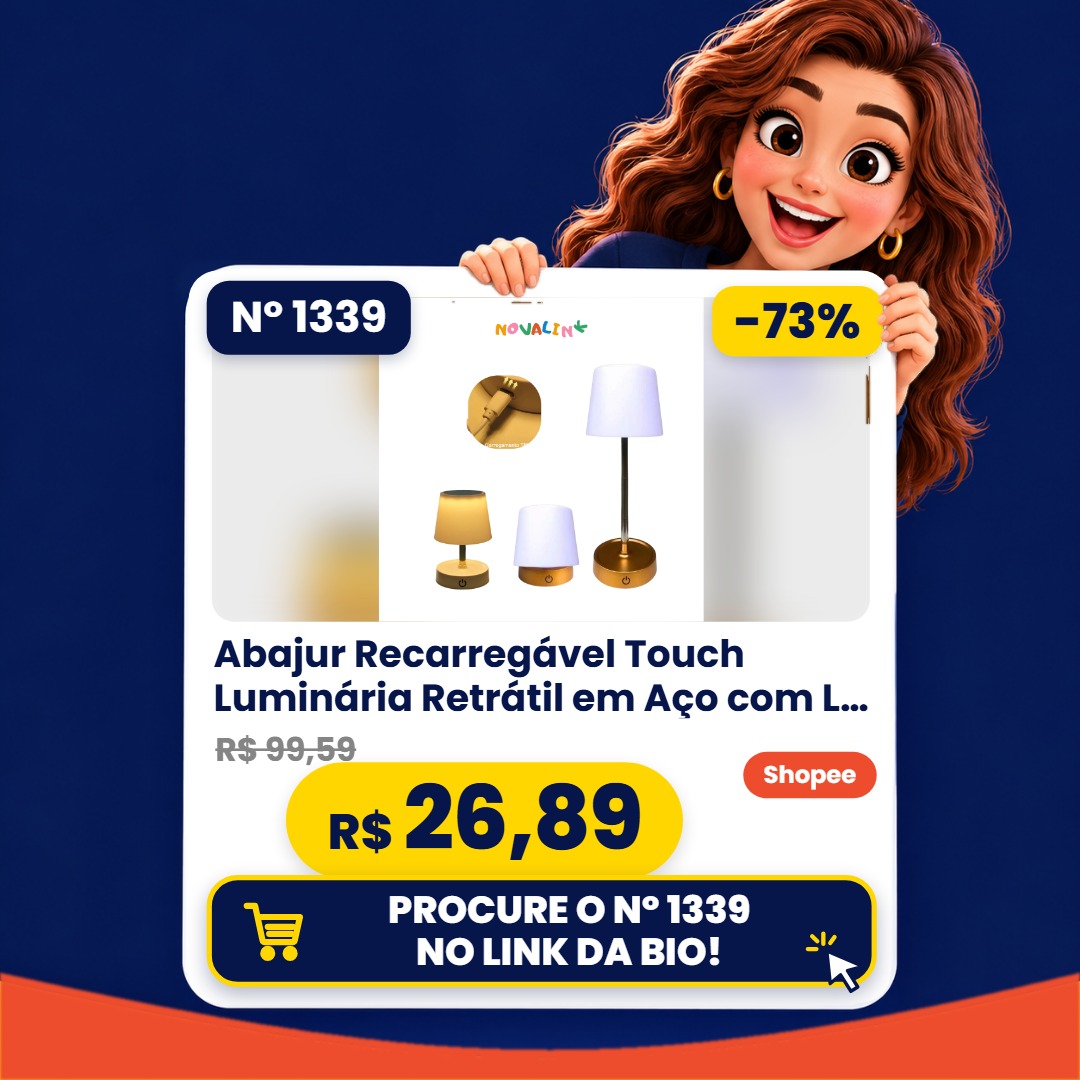 Nº 1339
-73%
NOVALINK
Abajur Recarregável Touch
Luminária Retrátil em Aço com L...
R$ 99,59
Shopee
R$ 26,89
PROCURE O Nº 1339
NO LINK DA BIO!